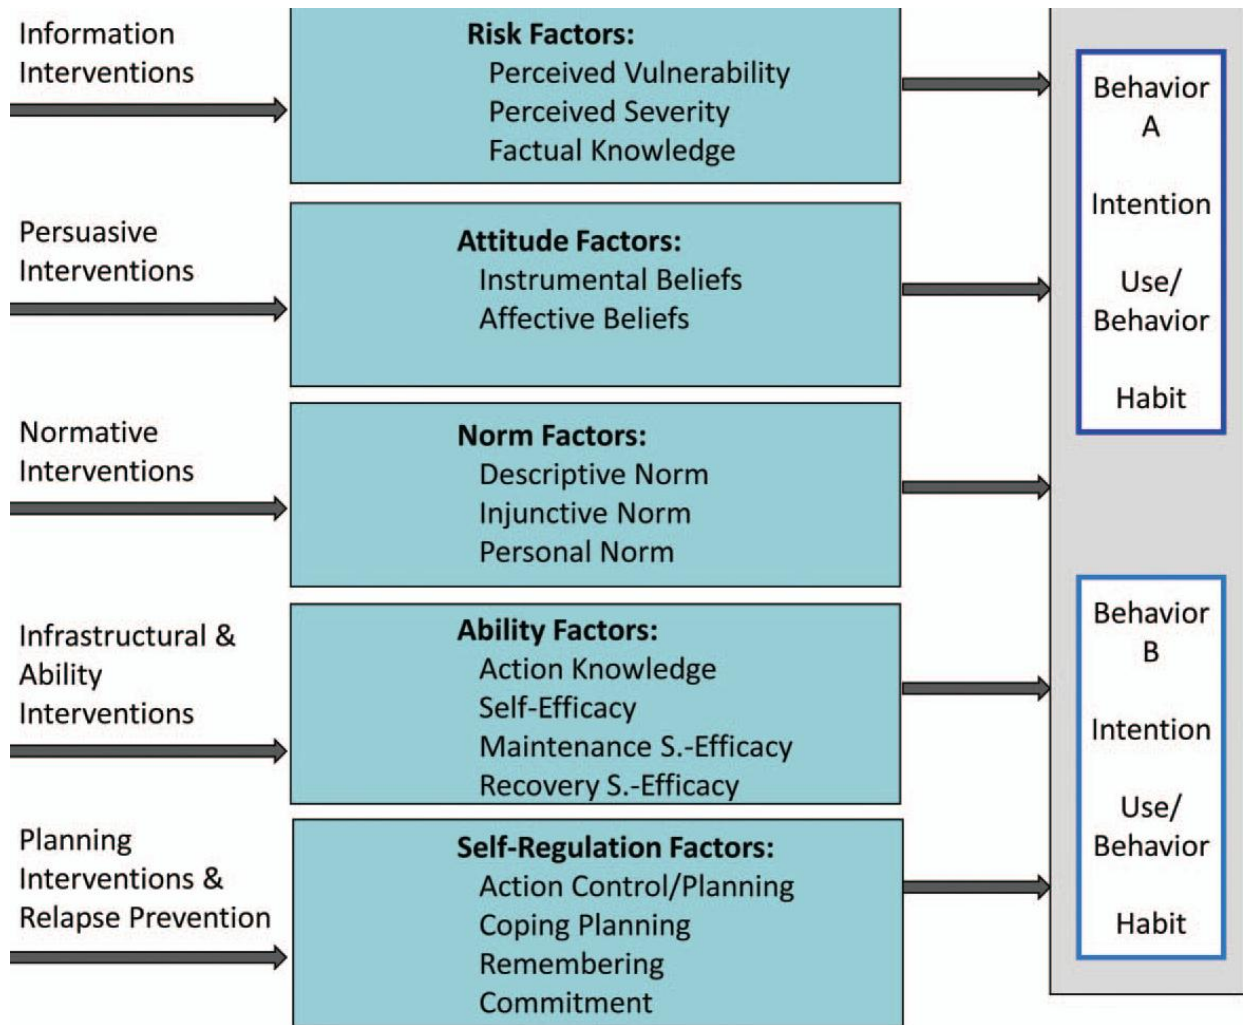 Information
Interventions
Risk Factors:
Perceived Vulnerability
Perceived Severity
Factual Knowledge
Persuasive
Interventions
Attitude Factors:
Instrumental Beliefs
Affective Beliefs
Normative
Interventions
Norm Factors:
Descriptive Norm
Injunctive Norm
Personal Norm
Infrastructural &
Ability
Interventions
Ability Factors:
Action Knowledge
Self-Efficacy
Maintenance S.-Efficacy
Recovery S.-Efficacy
Planning
Interventions &
Relapse Prevention
Self-Regulation Factors:
Action Control/Planning
Coping Planning
Remembering
Commitment
Behavior
A
Intention
Use/
Behavior
Habit
Behavior
B
Intention
Use/
Behavior
Habit